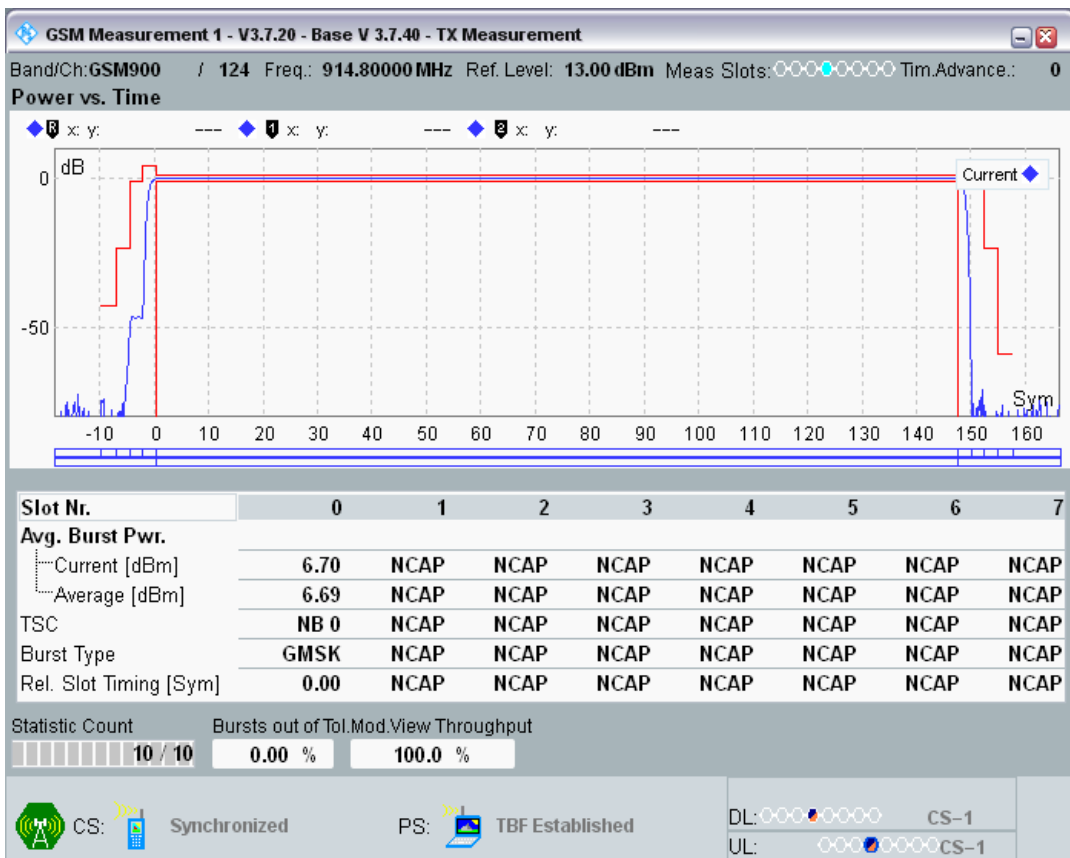 GSM Measurement 1 - V3.7.20 - Base V 3.7.40 - TX Measurement
Band/Ch:GSM900 / 124 Freq.: 914.80000 MHz Ref. Level: 13.00 dBm Meas Slots: Tim.Advance.: 0
Power vs. Time
R x: y: --- 1 x: y: --- 2 x: y: ---
dB
Current
0
-50
Sym
-10 0 10 20 30 40 50 60 70 80 90 100 110 120 130 140 150 160
Slot Nr. 0 1 2 3 4 5 6 7
Avg. Burst Pwr.
Current [dBm] 6.70 NCAP NCAP NCAP NCAP NCAP NCAP NCAP
Average [dBm] 6.69 NCAP NCAP NCAP NCAP NCAP NCAP NCAP
TSC NB 0 NCAP NCAP NCAP NCAP NCAP NCAP NCAP
Burst Type GMSK NCAP NCAP NCAP NCAP NCAP NCAP NCAP
Rel. Slot Timing [Sym] 0.00 NCAP NCAP NCAP NCAP NCAP NCAP NCAP
Statistic Count Bursts out of Tol.Mod.View Throughput
10 / 10 0.00 % 100.0 %
CS: Synchronized PS: TBF Established
DL: CS-1
UL: CS-1